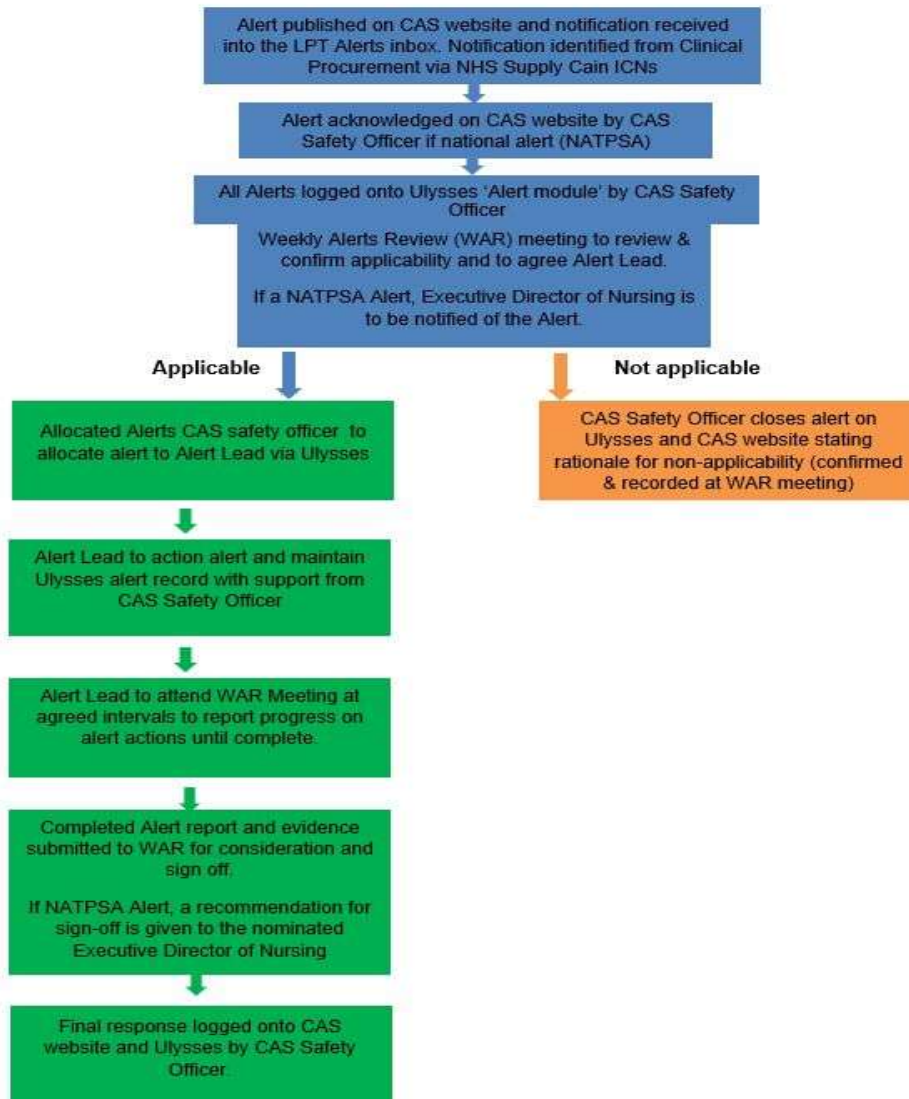 Alert published on CAS website and notification received
into the LPT Alerts inbox. Notification identified from Clinical
Procurement via NHS Supply Cain ICNs
Alert acknowledged on CAS website by CAS
Safety Officer if national alert (NATPSA)
All Alerts logged onto Ulysses ‘Alert module’ by CAS Safety
Officer
Weekly Alerts Review (WAR) meeting to review &
confirm applicability and to agree Alert Lead.
If a NATPSA Alert, Executive Director of Nursing is
to be notified of the Alert.
Applicable
Not applicable
Allocated Alerts CAS safety officer to
allocate alert to Alert Lead via Ulysses
CAS Safety Officer closes alert on
Ulysses and CAS website stating
rationale for non-applicability (confirmed
& recorded at WAR meeting)
Alert Lead to action alert and maintain
Ulysses alert record with support from
CAS Safety Officer
Alert Lead to attend WAR Meeting at
agreed intervals to report progress on
alert actions until complete.
Completed Alert report and evidence
submitted to WAR for consideration and
sign off.
If NATPSA Alert, a recommendation for
sign-off is given to the nominated
Executive Director of Nursing
Final response logged onto CAS
website and Ulysses by CAS Safety
Officer.